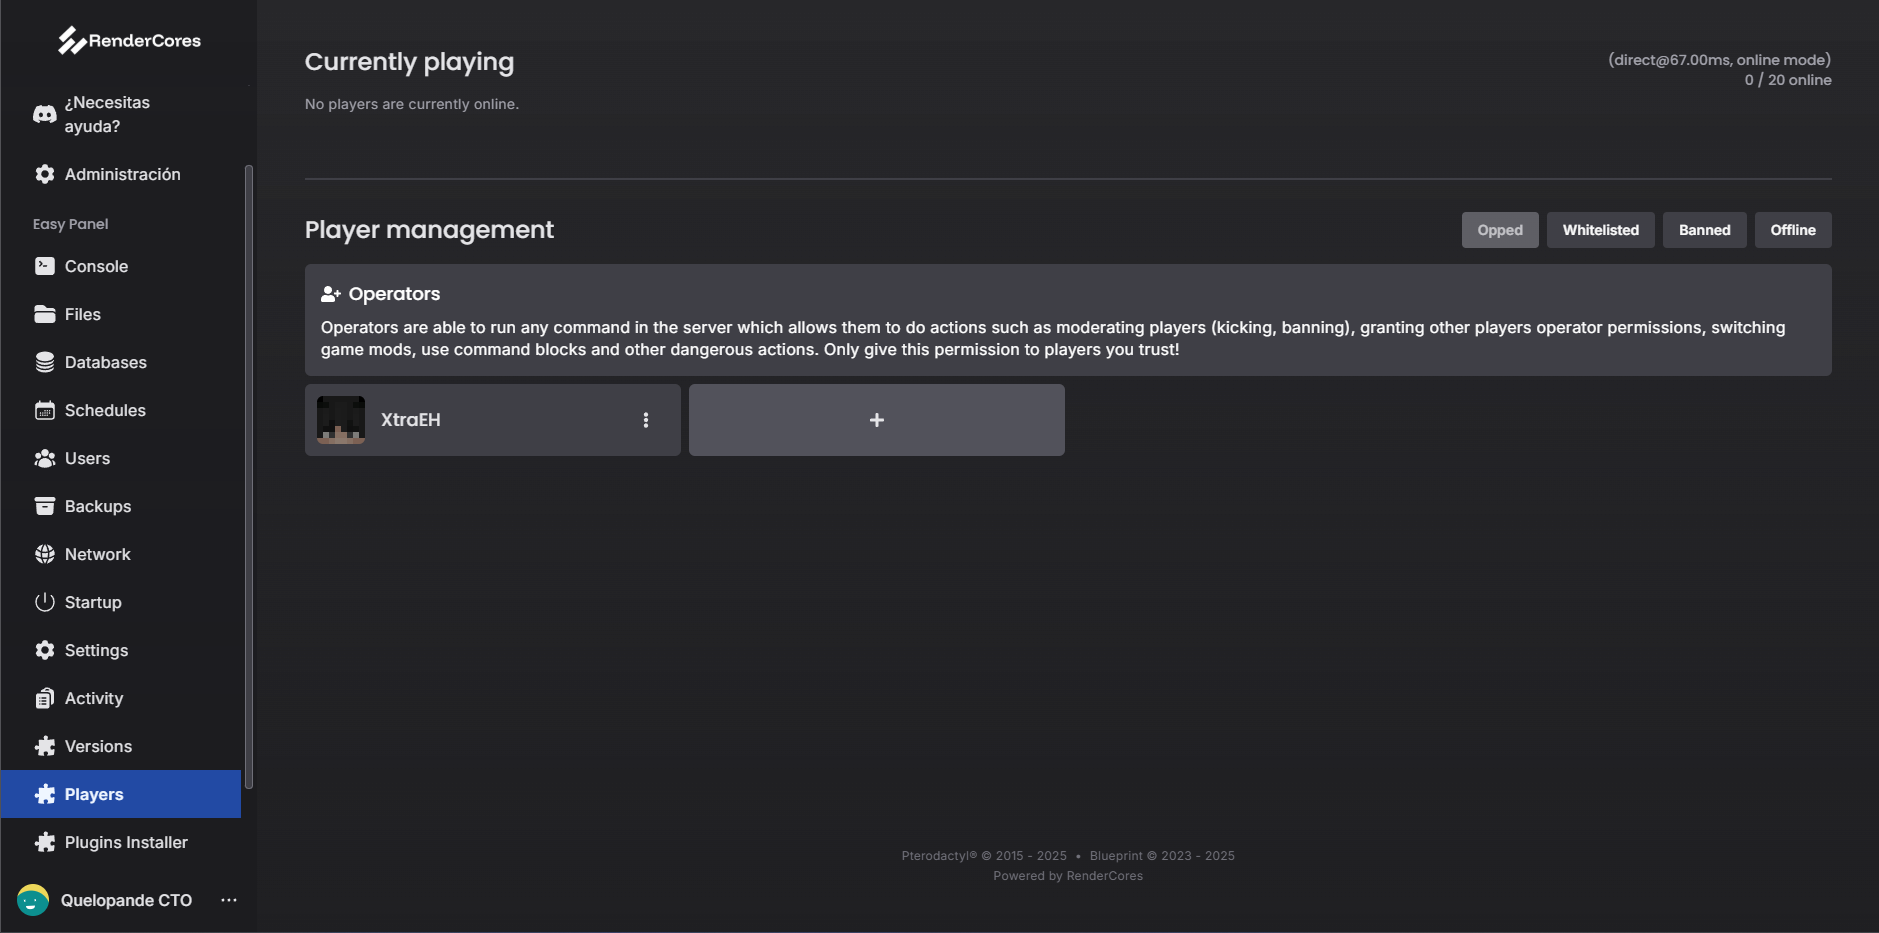 RenderCores
¿Necesitas
ayuda?
Administración
Easy Panel
Console
Files
Databases
Schedules
Users
Backups
Network
Startup
Settings
Activity
Versions
Players
Plugins Installer
Quelopande CTO
Currently playing
(direct@67.00ms, online mode)
0 / 20 online
No players are currently online.
Player management
Opped
Whitelisted
Banned
Offline
Operators
Operators are able to run any command in the server which allows them to do actions such as moderating players (kicking, banning), granting other players operator permissions, switching
game mods, use command blocks and other dangerous actions. Only give this permission to players you trust!
XtraEH
Pterodactyl® © 2015 - 2025 • Blueprint © 2023 - 2025
Powered by RenderCores